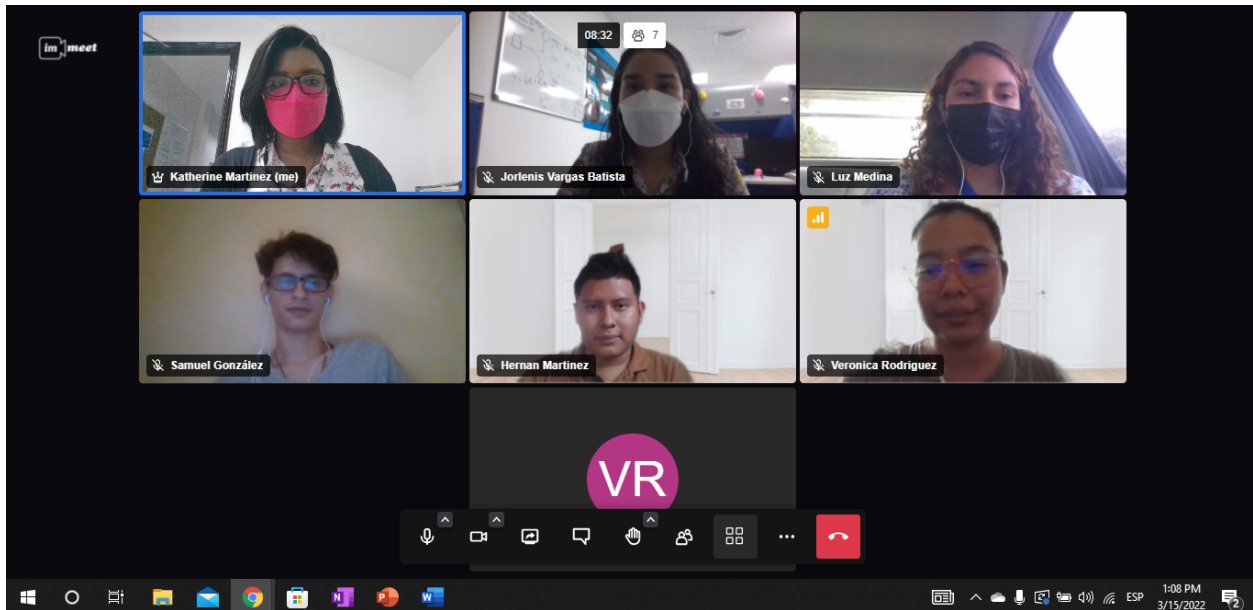 im meet
08:32
7
Katherine Martinez (me)
Jorlenis Vargas Batista
Luz Medina
Samuel González
Hernan Martinez
Veronica Rodriguez
VR
N
P
W
ESP
1:08 PM
3/15/2022
2